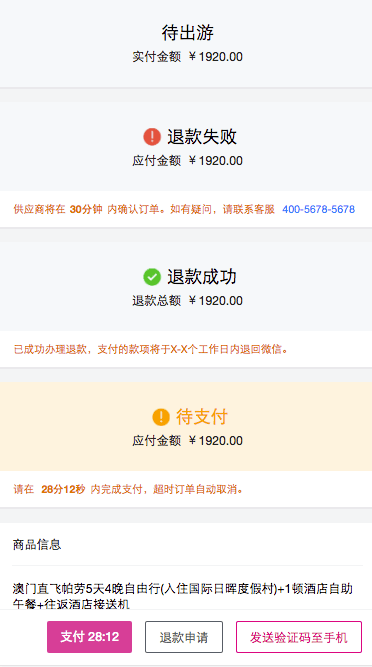 待出游
实付金额 ￥1920.00
退款失败
应付金额 ￥1920.00
供应商将在 30分钟 内确认订单。如有疑问，请联系客服 400-5678-5678
退款成功
退款总额 ￥1920.00
已成功办理退款，支付的款项将于X-X个工作日内退回微信。
待支付
应付金额 ￥1920.00
请在 28分12秒 内完成支付，超时订单自动取消。
商品信息
澳门直飞帕劳5天4晚自由行(入住国际日晖度假村)+1顿酒店自助
午餐+往返酒店接送机
支付 28:12 退款申请 发送验证码至手机